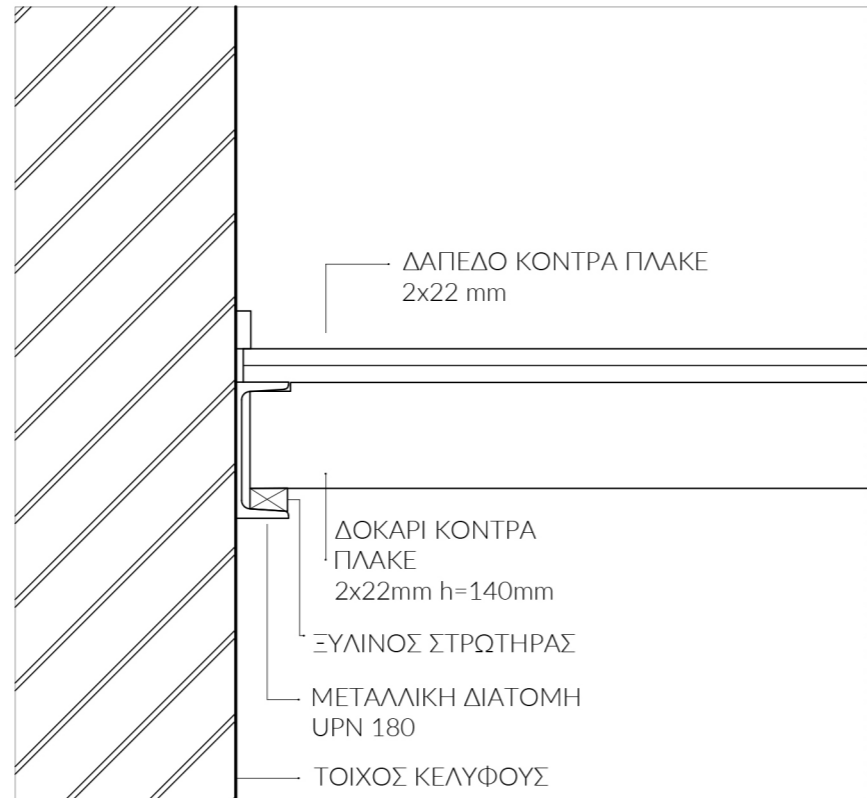 ΔΑΠΕΔΟ ΚΟΝΤΡΑ ΠΛΑΚΕ
2x22 mm
ΔΟΚΑΡΙ ΚΟΝΤΡΑ
ΠΛΑΚΕ
2x22mm h=140mm
ΞΥΛΙΝΟΣ ΣΤΡΩΤΗΡΑΣ
ΜΕΤΑΛΛΙΚΗ ΔΙΑΤΟΜΗ
UPN 180
ΤΟΙΧΟΣ ΚΕΛΥΦΟΥΣ